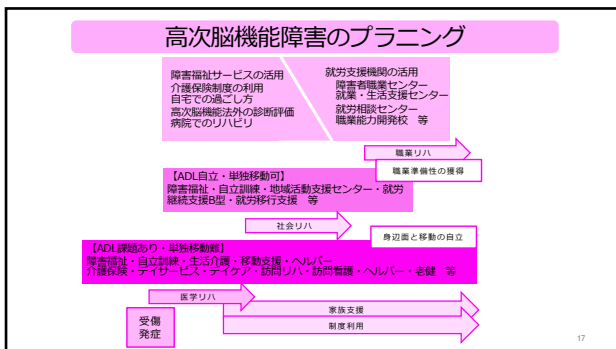 高次脳機能障害のプラニング
障害福祉サービスの活用
介護保険制度の利用
自宅での過ごし方
高次脳機能法外の診断評価
病院でのリハビリ
就労支援機関の活用
障害者職業センター
就業・生活支援センター
就労相談センター
職業能力開発校 等
職業リハ
職業準備性の獲得
【ADL自立・単独移動可】
障害福祉・自立訓練・地域活動支援センター・就労
継続支援B型・就労移行支援 等
社会リハ
身辺面と移動の自立
【ADL課題あり・単独移動難】
障害福祉・自立訓練・生活介護・移動支援・ヘルパー
介護保険・デイサービス・デイケア・訪問リハ・訪問看護・ヘルパー・老健 等
医学リハ
受傷
発症
家族支援
制度利用
17